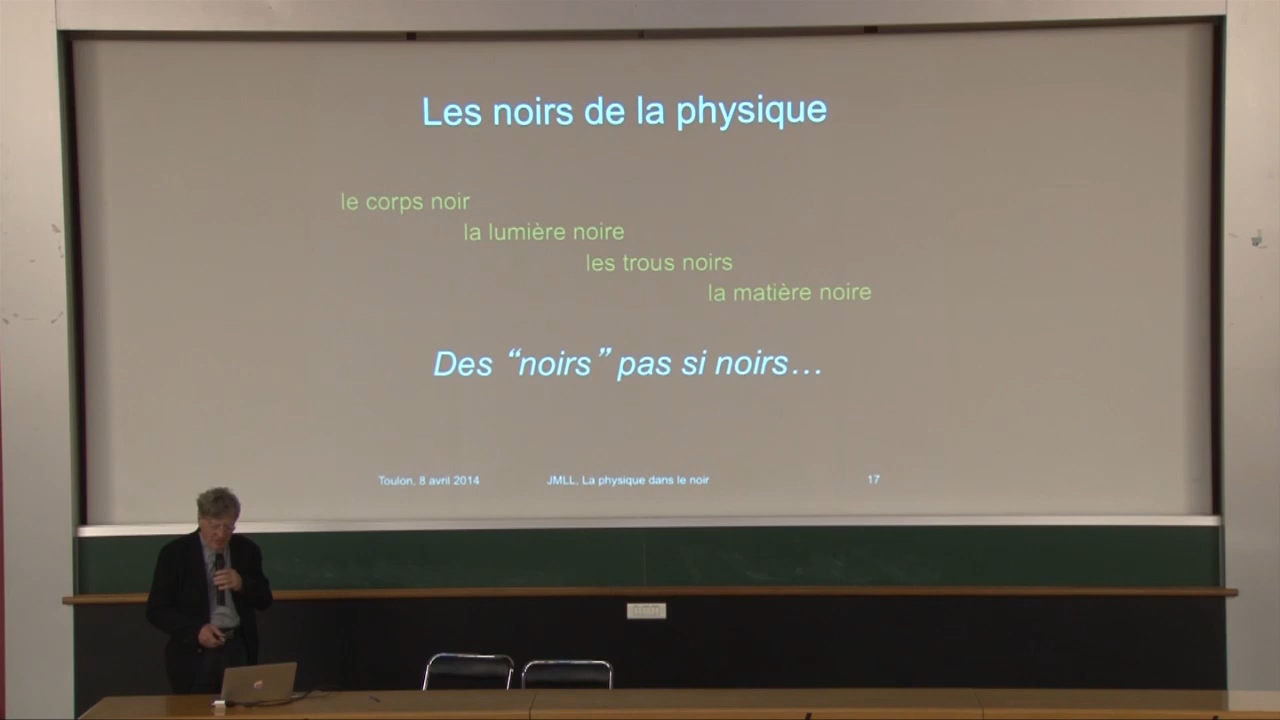 Les noirs de la physique
le corps noir
la lumière noire
les trous noirs
la matière noire
Des “noirs” pas si noirs…
Toulon, 8 avril 2014 JMLL, La physique dans le noir 17